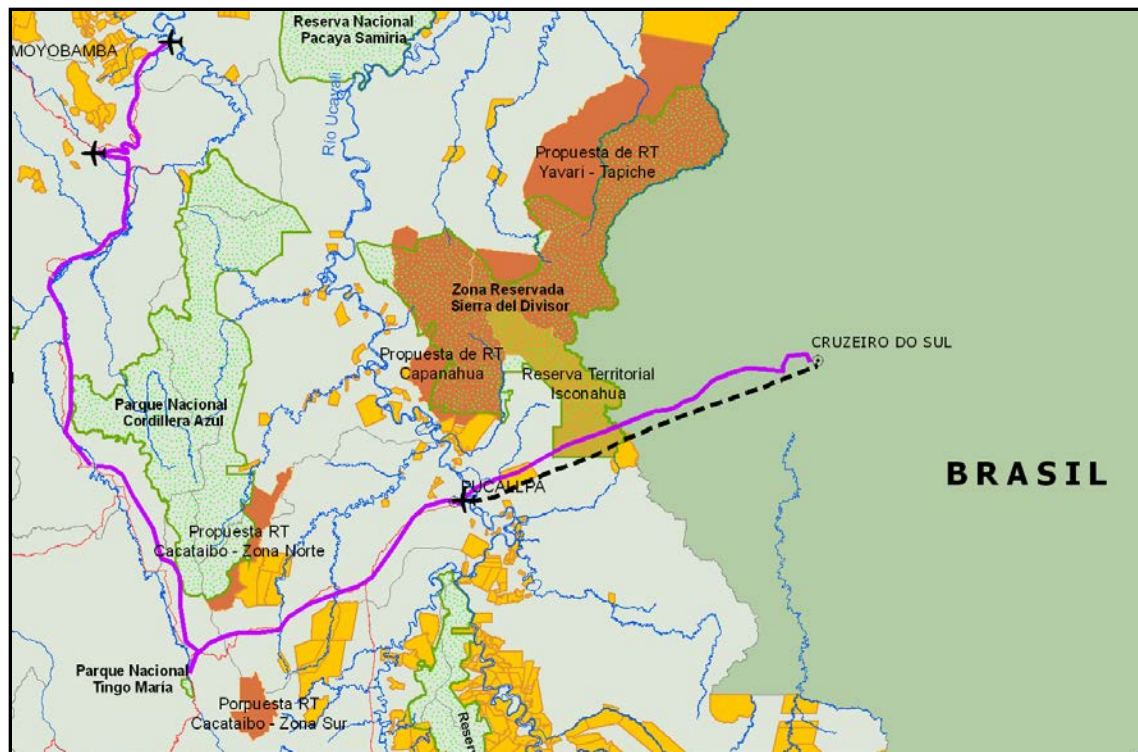 Reserva Nacional
Pacaya Samiria
MOYOBAMBA
Río Ucayali
Propuesta de RT
Yavari - Tapiche
Zona Reservada
Sierra del Divisor
CRUZEIRO DO SUL
Propuesta de RT
Capanahua
Reserva Territorial
Isconahua
Parque Nacional
Cordillera Azul
BRASIL
PUCALLPA
Propuesta RT
Cacataibo - Zona Norte
Parque Nacional
Tingo María
Porpuesta RT
Cacataibo - Zona Sur
Reser